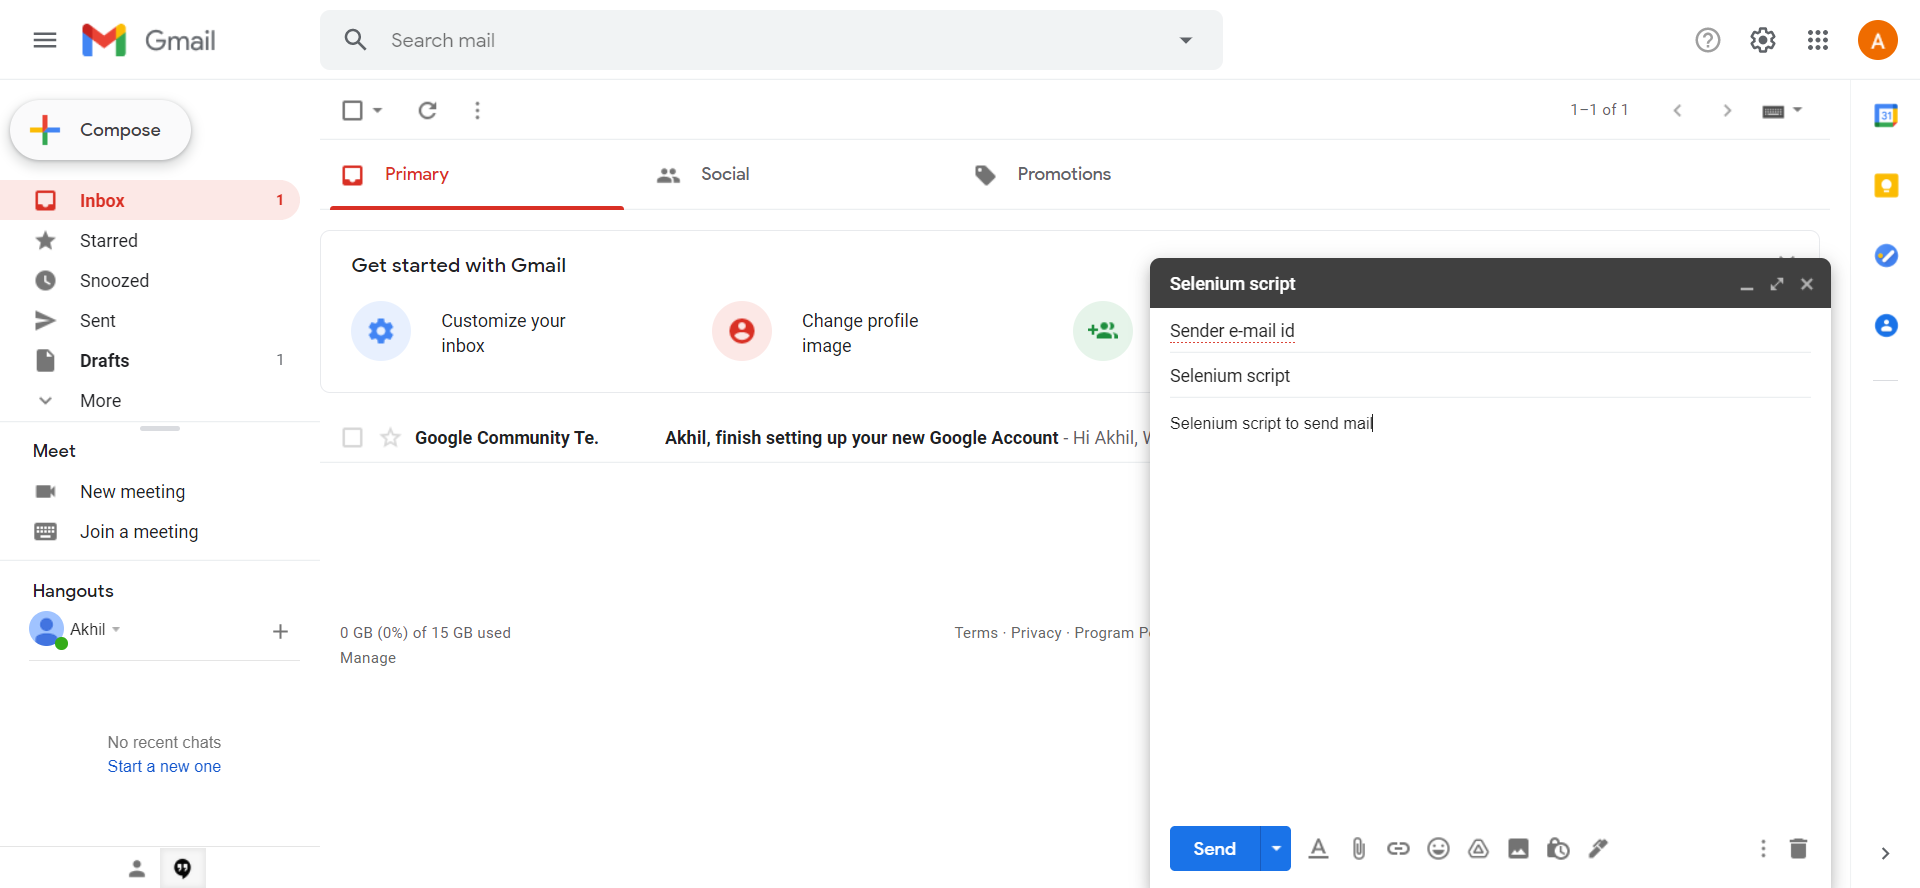 Gmail
Search mail
A
Compose
1–1 of 1
31
Primary
Social
Promotions
Inbox 1
Starred
Snoozed
Sent
Drafts 1
More
Get started with Gmail
Customize your
inbox
Change profile
image
Google Community Te. Akhil, finish setting up your new Google Account - Hi Akhil,
Meet
New meeting
Join a meeting
Hangouts
Akhil
No recent chats
Start a new one
0 GB (0%) of 15 GB used
Manage
Terms · Privacy · Program
Selenium script
Sender e-mail id
Selenium script
Selenium script to send mail
Send